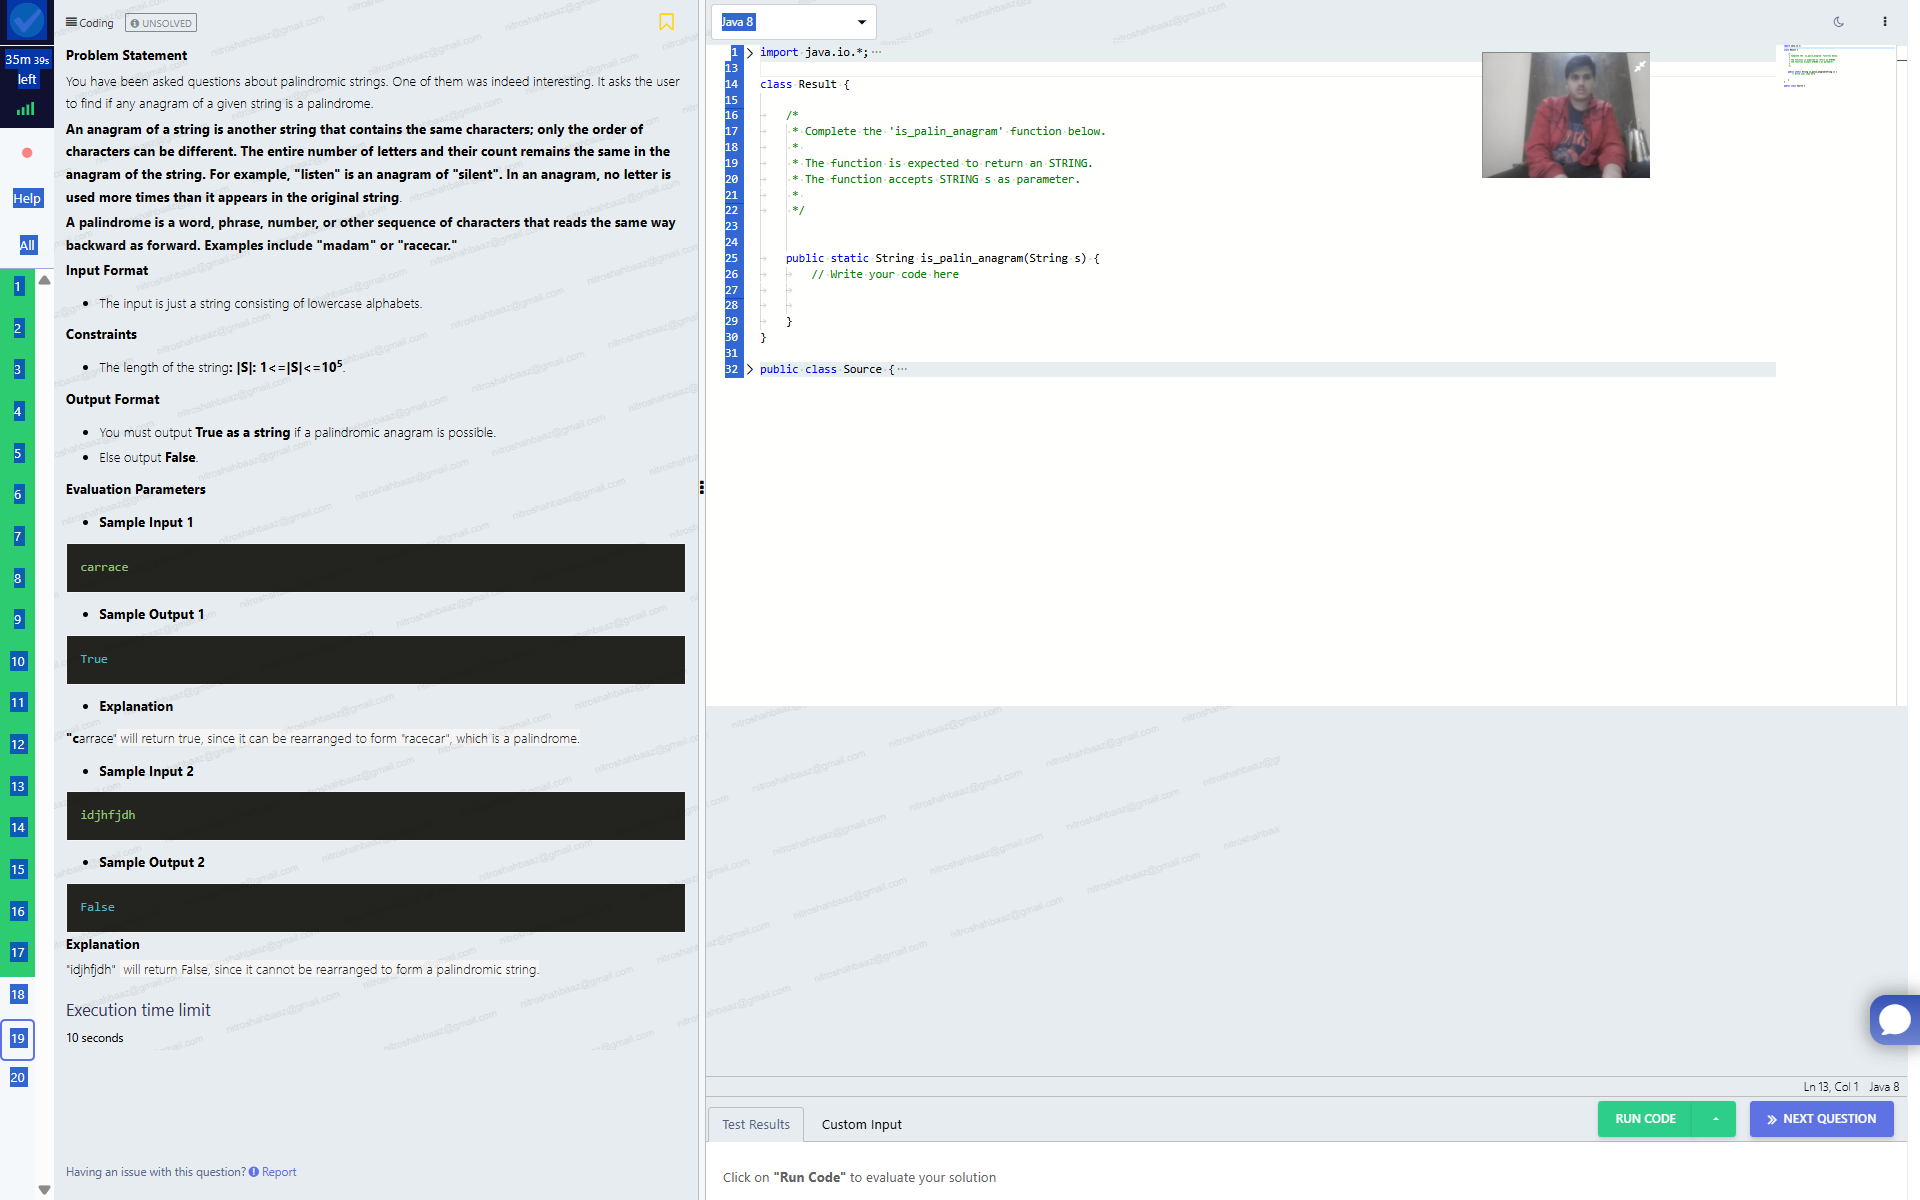 35m 39s
left
Help
All
1
2
3
4
5
6
7
8
9
10
11
12
13
14
15
16
17
18
19
20
Coding
UNSOLVED
Problem Statement
You have been asked questions about palindromic strings. One of them was indeed interesting. It asks the user
to find if any anagram of a given string is a palindrome.
An anagram of a string is another string that contains the same characters; only the order of
characters can be different. The entire number of letters and their count remains the same in the
anagram of the string. For example, "listen" is an anagram of "silent". In an anagram, no letter is
used more times than it appears in the original string.
A palindrome is a word, phrase, number, or other sequence of characters that reads the same way
backward as forward. Examples include "madam" or "racecar."
Input Format
• The input is just a string consisting of lowercase alphabets.
Constraints
• The length of the string: |S|: 1<=|S|<=10⁵.
Output Format
• You must output True as a string if a palindromic anagram is possible.
• Else output False.
Evaluation Parameters
• Sample Input 1
carrace
• Sample Output 1
True
• Explanation
"carrace" will return true, since it can be rearranged to form "racecar", which is a palindrome.
• Sample Input 2
idjhfjdh
• Sample Output 2
False
Explanation
"idjhfjdh" will return False, since it cannot be rearranged to form a palindromic string.
Execution time limit
10 seconds
Having an issue with this question? Report
nitroshahbaaz@gmail.com
Java 8
1 import java.io.*;
13
14 class Result {
15
16 /*
17 * Complete the 'is_palin_anagram' function below.
18 *
19 * The function is expected to return an STRING.
20 * The function accepts STRING s as parameter.
21 *
22 */
23
24
25 public static String is_palin_anagram(String s) {
26 // Write your code here
27
28
29 }
30 }
31
32 public class Source {
Ln 13, Col 1 Java 8
Test Results
Custom Input
RUN CODE
NEXT QUESTION
Click on "Run Code" to evaluate your solution